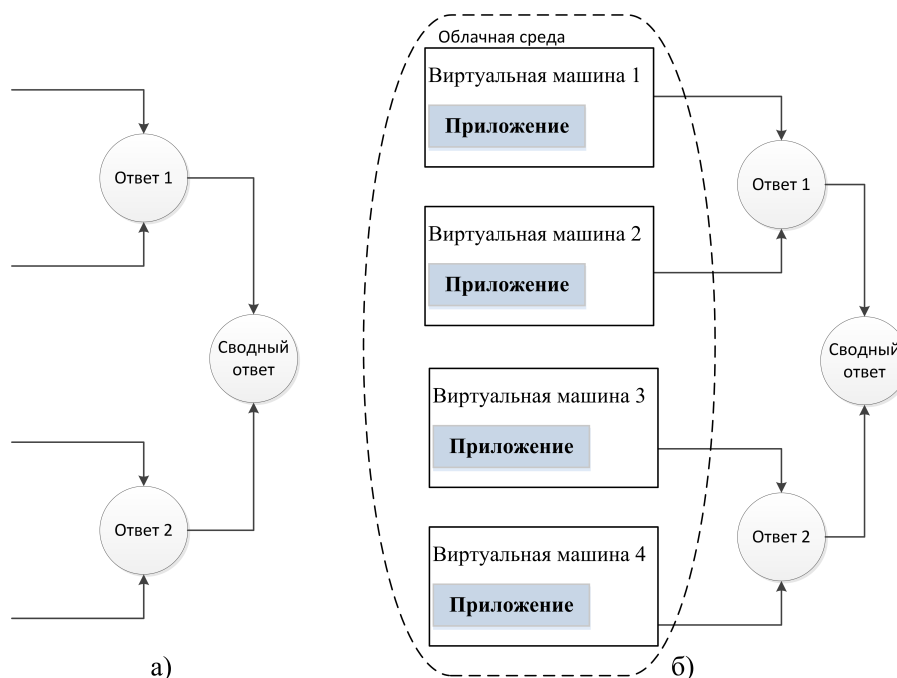 Ответ 1
Сводный
ответ
Ответ 2
а)
Облачная среда
Виртуальная машина 1
Приложение
Виртуальная машина 2
Приложение
Виртуальная машина 3
Приложение
Виртуальная машина 4
Приложение
Ответ 1
Сводный
ответ
Ответ 2
б)